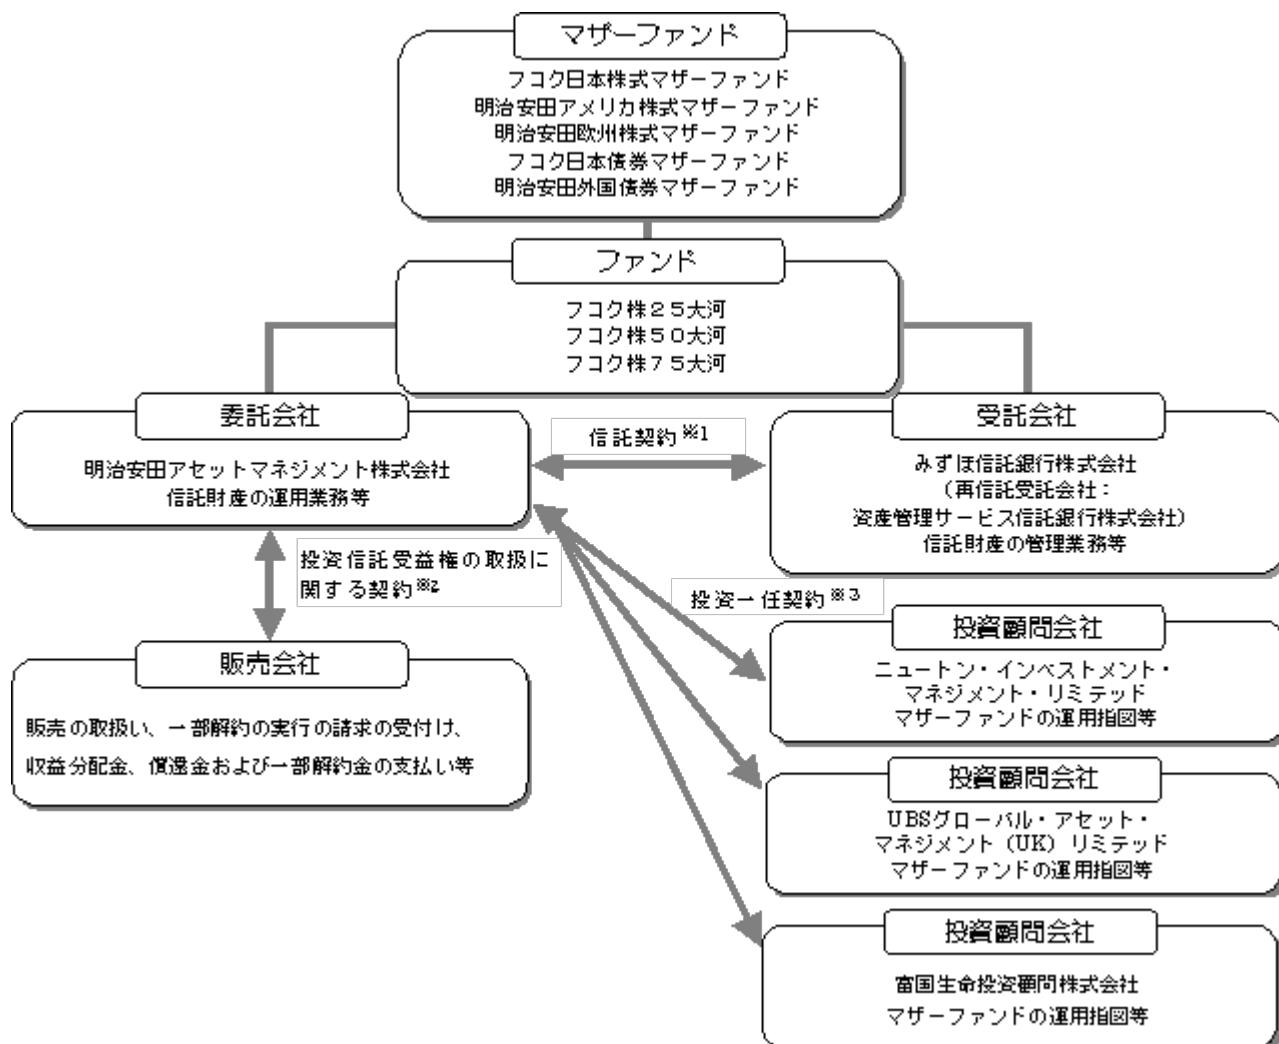 マザーファンド
フコク日本株式マザーファンド
明治安田アメリカ株式マザーファンド
明治安田欧州株式マザーファンド
フコク日本債券マザーファンド
明治安田外国債券マザーファンド
ファンド
フコク株25大河
フコク株50大河
フコク株75大河
委託会社
明治安田アセットマネジメント株式会社
信託財産の運用業務等
信託契約※1
受託会社
みずほ信託銀行株式会社
(再信託受託会社:
資産管理サービス信託銀行株式会社)
信託財産の管理業務等
投資信託受益権の取扱に
関する契約※2
投資一任契約※3
販売会社
販売の取扱い、一部解約の実行の請求の受付け、
収益分配金、償還金および一部解約金の支払い等
投資顧問会社
ニュートン・インベストメント・
マネジメント・リミテッド
マザーファンドの運用指図等
投資顧問会社
UBSグローバル・アセット・
マネジメント(UK)リミテッド
マザーファンドの運用指図等
投資顧問会社
富国生命投資顧問株式会社
マザーファンドの運用指図等